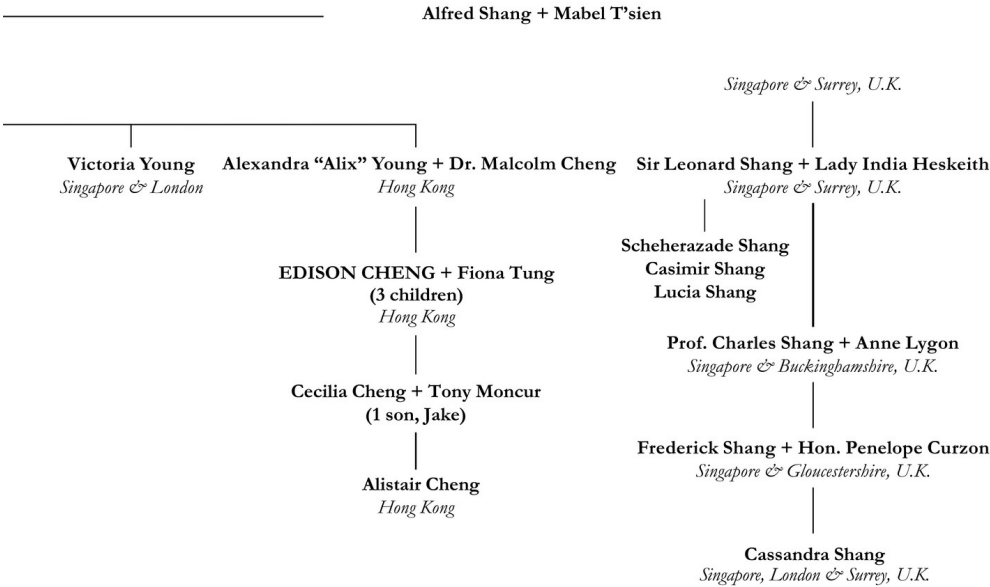 Alfred Shang + Mabel T’sien
Singapore & Surrey, U.K.
Victoria Young
Singapore & London
Alexandra “Alix” Young + Dr. Malcolm Cheng
Hong Kong
EDISON CHENG + Fiona Tung
(3 children)
Hong Kong
Cecilia Cheng + Tony Moncur
(1 son, Jake)
Alistair Cheng
Hong Kong
Sir Leonard Shang + Lady India Heskeith
Singapore & Surrey, U.K.
Scheherazade Shang
Casimir Shang
Lucia Shang
Prof. Charles Shang + Anne Lygon
Singapore & Buckinghamshire, U.K.
Frederick Shang + Hon. Penelope Curzon
Singapore & Gloucestershire, U.K.
Cassandra Shang
Singapore, London & Surrey, U.K.